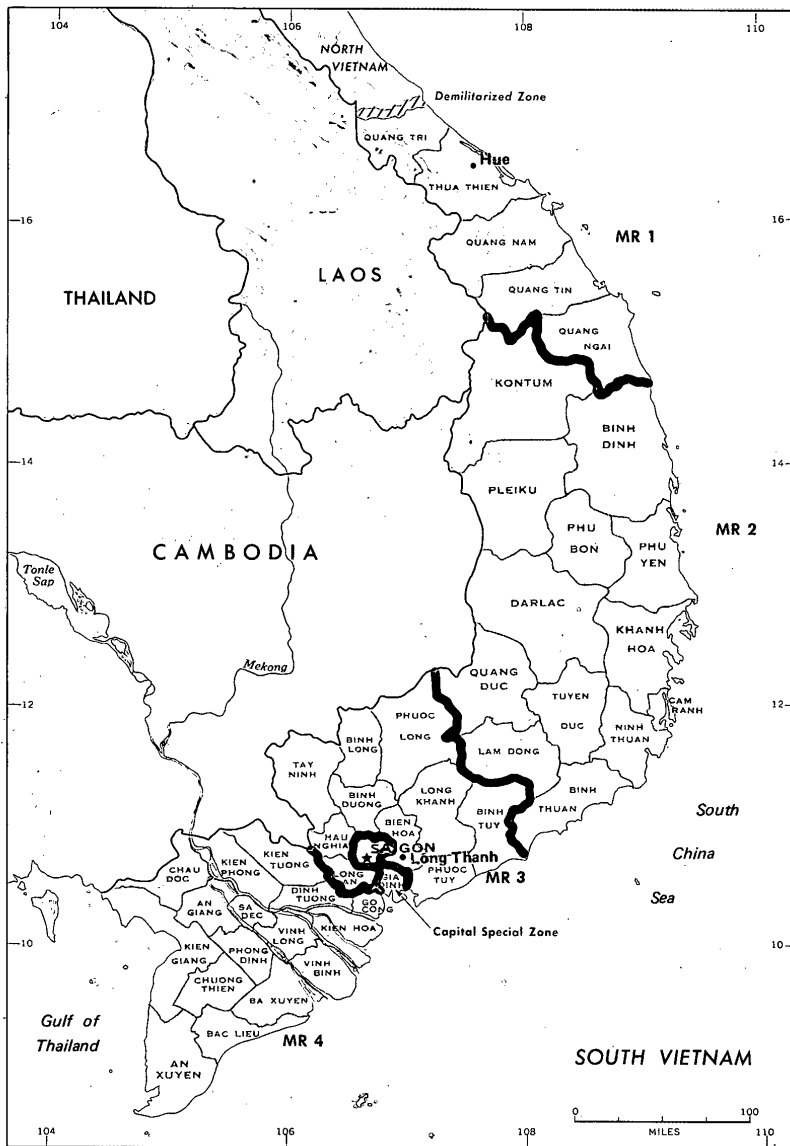 104
106
108
110
NORTH
VIETNAM
Demilitarized Zone
QUANG TRI
Hue
THUA THIEN
16
16
MR 1
QUANG NAM
LAOS
THAILAND
QUANG TIN
QUANG
NGAI
KONTUM
BINH
DINH
14
14
PLEIKU
MR 2
PHU
BON
PHU
YEN
CAMBODIA
Tonle
Sap
DARLAC
KHANH
HOA
Mekong
QUANG
DUC
12
12
CAM
RANH
TUYEN
DUC
NINH
THUAN
PHUOC
LONG
BINH
LONG
LAM DONG
TAY
NINH
LONG
KHANH
BINH
DUONG
BINH
TUY
BINH
THUAN
BIEN
HOA
South
China
Sea
HAU
NGHIA
SAIGON
Long Thanh
MR 3
PHUOC
TUY
LONG
AN
GIA
DINH
KIEN
TUONG
KIEN
PHONG
CHAU
DOC
DINH
TUONG
GO
CONG
Capital Special Zone
AN
GIANG
SA
DEC
VINH
LONG
KIEN HOA
10
10
KIEN
GIANG
PHONG
DINH
VINH
BINH
CHUONG
THIEN
BA XUYEN
Gulf of
Thailand
BAC LIEU
MR 4
AN
XUYEN
SOUTH VIETNAM
0
100
MILES
104
106
108
110